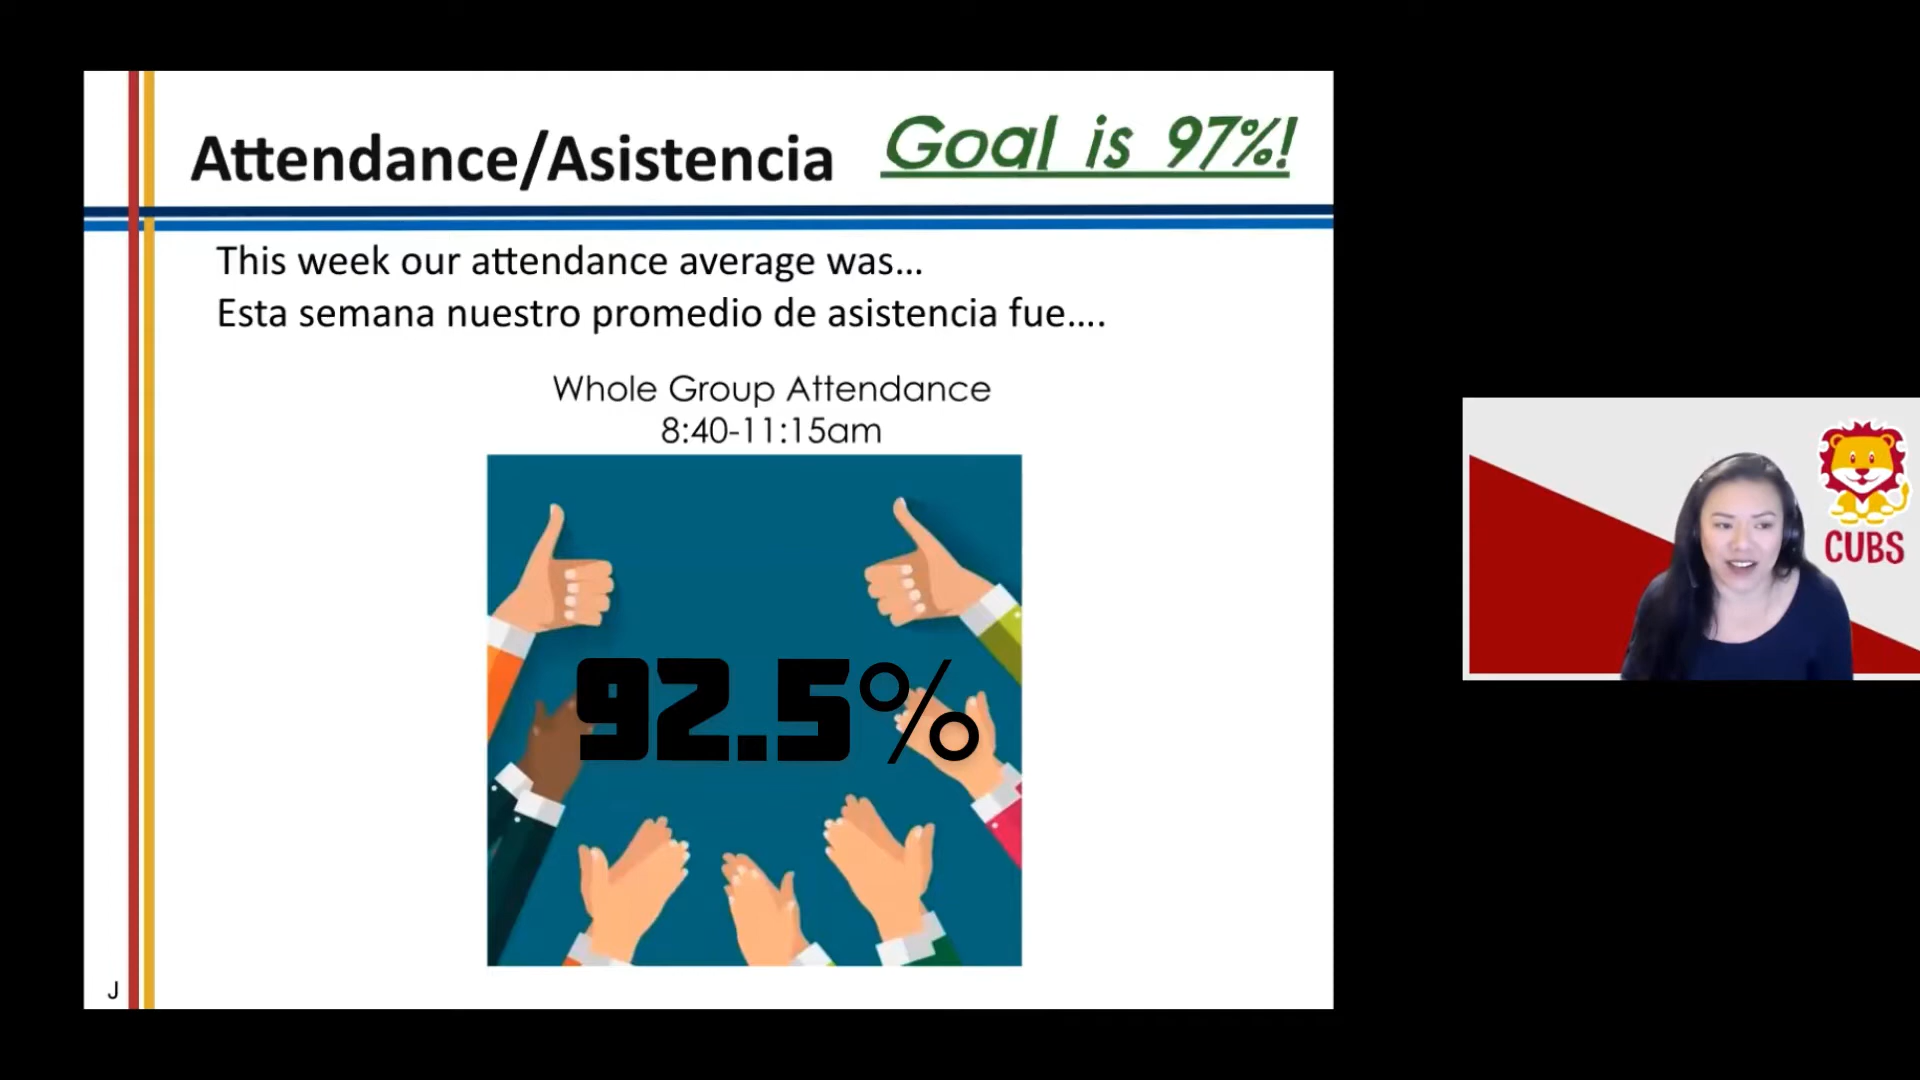 Attendance/Asistencia
Goal is 97%!
This week our attendance average was...
Esta semana nuestro promedio de asistencia fue....
Whole Group Attendance
8:40-11:15am
92.5%
J
CUBS